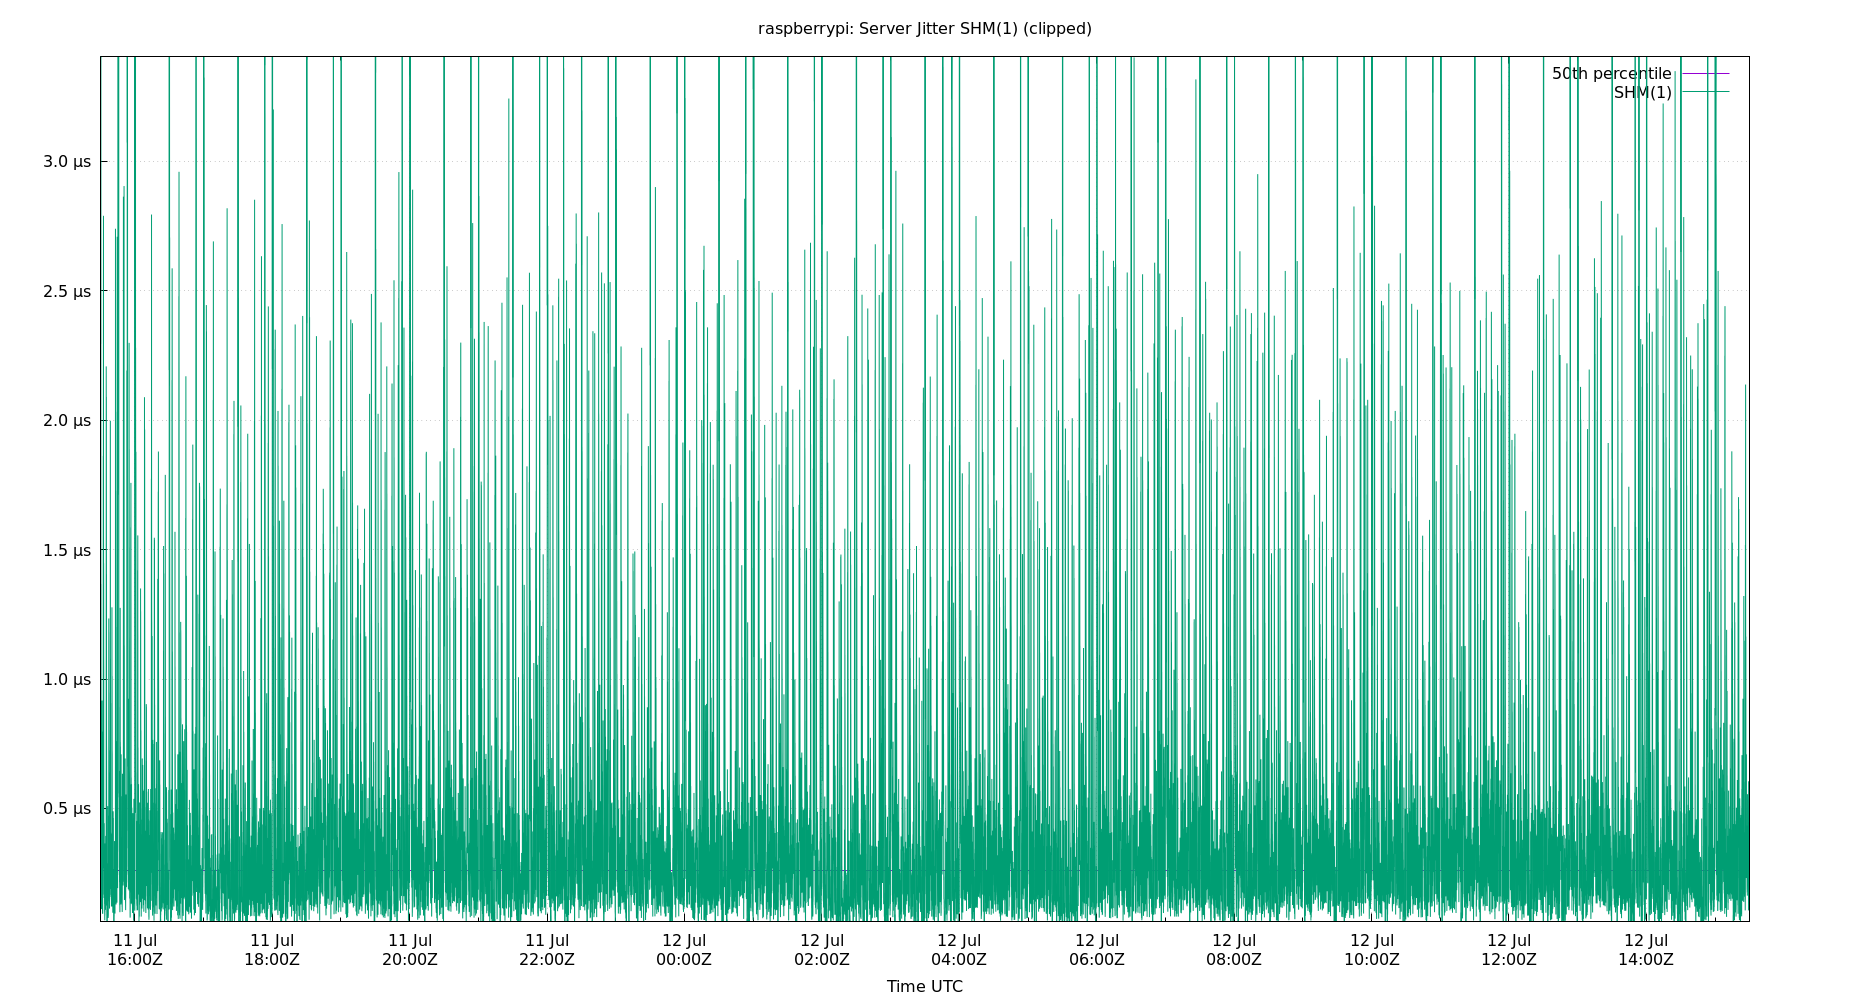 raspberrypi: Server Jitter SHM(1) (clipped)
50th percentile
SHM(1)
3.0 µs
2.5 µs
2.0 µs
1.5 µs
1.0 µs
0.5 µs
11 Jul 11 Jul 11 Jul 11 Jul 12 Jul 12 Jul 12 Jul 12 Jul 12 Jul 12 Jul 12 Jul 12 Jul
16:00Z 18:00Z 20:00Z 22:00Z 00:00Z 02:00Z 04:00Z 06:00Z 08:00Z 10:00Z 12:00Z 14:00Z
Time UTC